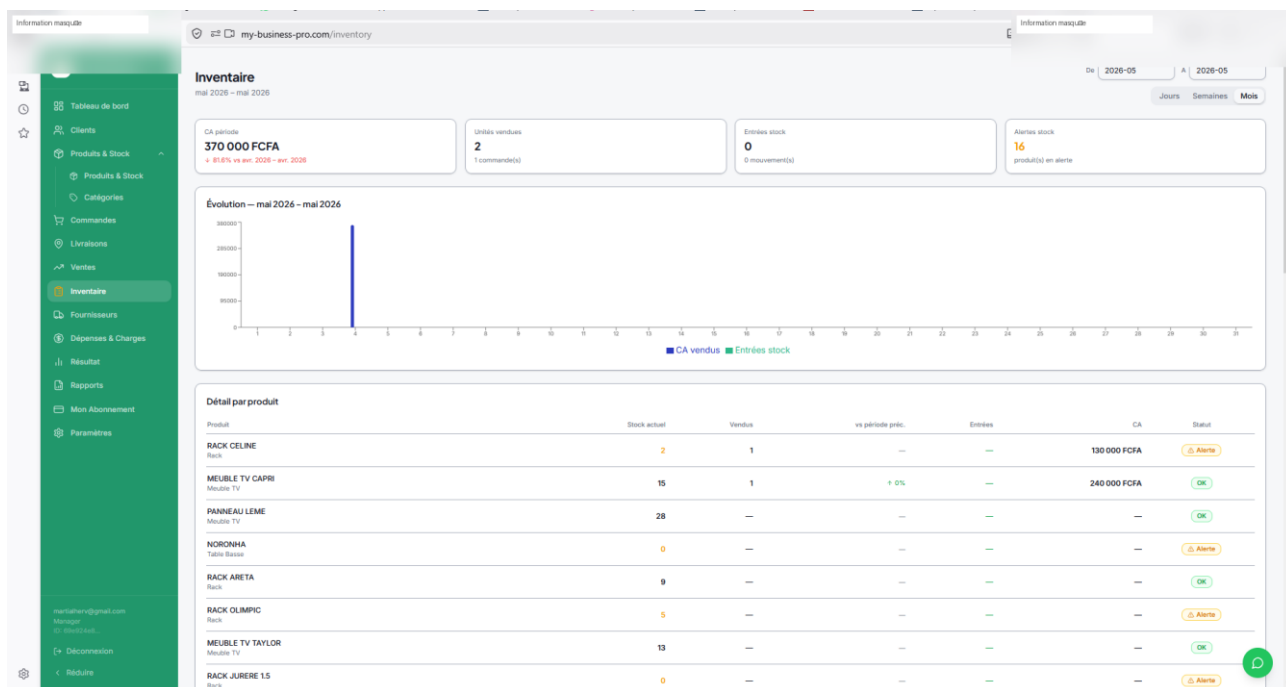 Information masquée
Information masquée
my-business-pro.com/inventory
Inventaire
mai 2026 – mai 2026
De 2026-05 A 2026-05
Jours Semaines Mois
Tableau de bord
Clients
Produits & Stock
Produits & Stock
Catégories
Commandes
Livraisons
Ventes
Inventaire
Fournisseurs
Dépenses & Charges
Résultat
Rapports
Mon Abonnement
Paramètres
Manager
Déconnexion
Réduire
CA période
370 000 FCFA
↓ 81.6% vs avr. 2026 – avr. 2026
Unités vendues
2
1 commande(s)
Entrées stock
0
0 mouvement(s)
Alertes stock
16
produit(s) en alerte
Évolution — mai 2026 – mai 2026
380000
285000
190000
95000
0
1 2 3 4 5 6 7 8 9 10 11 12 13 14 15 16 17 18 19 20 21 22 23 24 25 26 27 28 29 30 31
CA vendus Entrées stock
Détail par produit
Produit Stock actuel Vendus vs période préc. Entrées CA Statut
RACK CELINE 2 1 — — 130 000 FCFA Alerte
Rack
MEUBLE TV CAPRI 15 1 ↑ 0% — 240 000 FCFA OK
Meuble TV
PANNEAU LEME 28 — — — — OK
Meuble TV
NORONHA 0 — — — — Alerte
Table Basse
RACK ARETA 9 — — — — OK
Rack
RACK OLIMPIC 5 — — — — Alerte
Rack
MEUBLE TV TAYLOR 13 — — — — OK
Meuble TV
RACK JURERE 1.5 0 — — — — Alerte
Rack